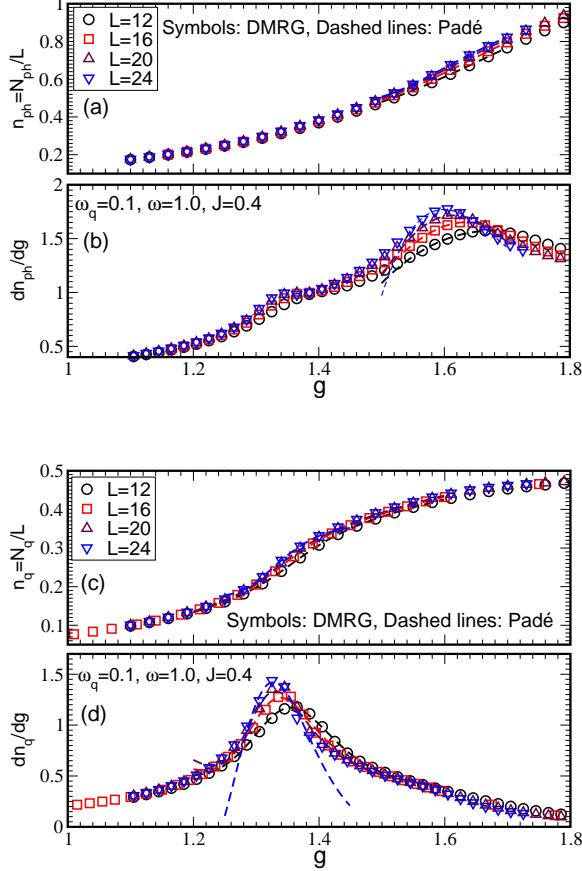 L=12
L=16
L=20
L=24
Symbols: DMRG, Dashed lines: Padé
(a)
n_ph=N_ph/L
1
0.8
0.6
0.4
0.2
ω_q=0.1, ω=1.0, J=0.4
(b)
dn_ph/dg
2
1.5
1
0.5
1
1.2
1.4
1.6
1.8
g
L=12
L=16
L=20
L=24
(c)
Symbols: DMRG, Dashed lines: Padé
n_q=N_q/L
0.5
0.4
0.3
0.2
0.1
ω_q=0.1, ω=1.0, J=0.4
(d)
dn_q/dg
1.5
1
0.5
0
1
1.2
1.4
1.6
1.8
g